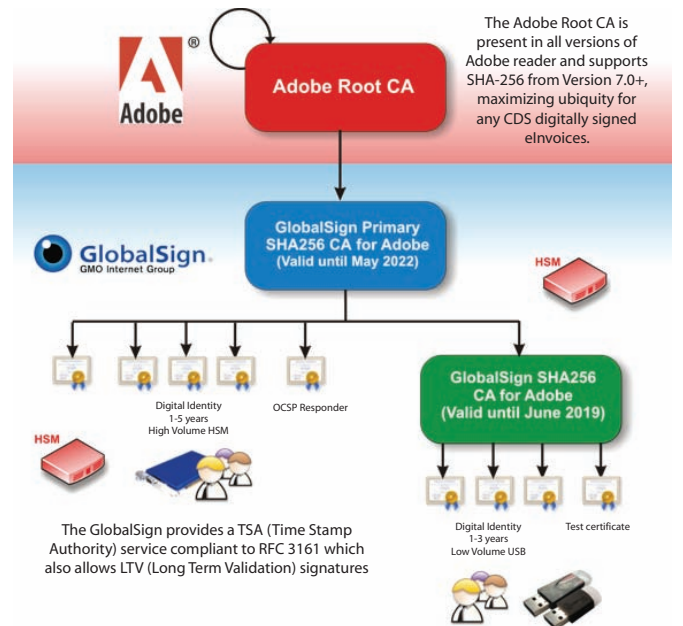 The Adobe Root CA is
present in all versions of
Adobe reader and supports
SHA-256 from Version 7.0+,
maximizing ubiquity for
any CDS digitally signed
eInvoices.
®
Adobe
Adobe Root CA
GlobalSign®
GMO Internet Group
GlobalSign Primary
SHA256 CA for Adobe
(Valid until May 2022)
HSM
Digital Identity
1-5 years
High Volume HSM
OCSP Responder
GlobalSign SHA256
CA for Adobe
(Valid until June 2019)
HSM
The GlobalSign provides a TSA (Time Stamp
Authority) service compliant to RFC 3161 which
also allows LTV (Long Term Validation) signatures
Digital Identity
1-3 years
Low Volume USB
Test certificate